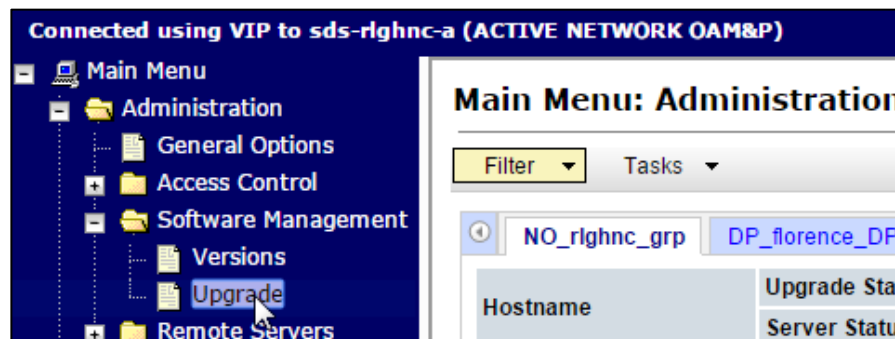 Connected using VIP to sds-rlghnc-a (ACTIVE NETWORK OAM&P)
Main Menu
Administration
General Options
Access Control
Software Management
Versions
Upgrade
Remote Servers
Main Menu: Administration
Filter Tasks
NO_rlghnc_grp DP_florence_DP
Hostname
Upgrade Sta
Server Statu